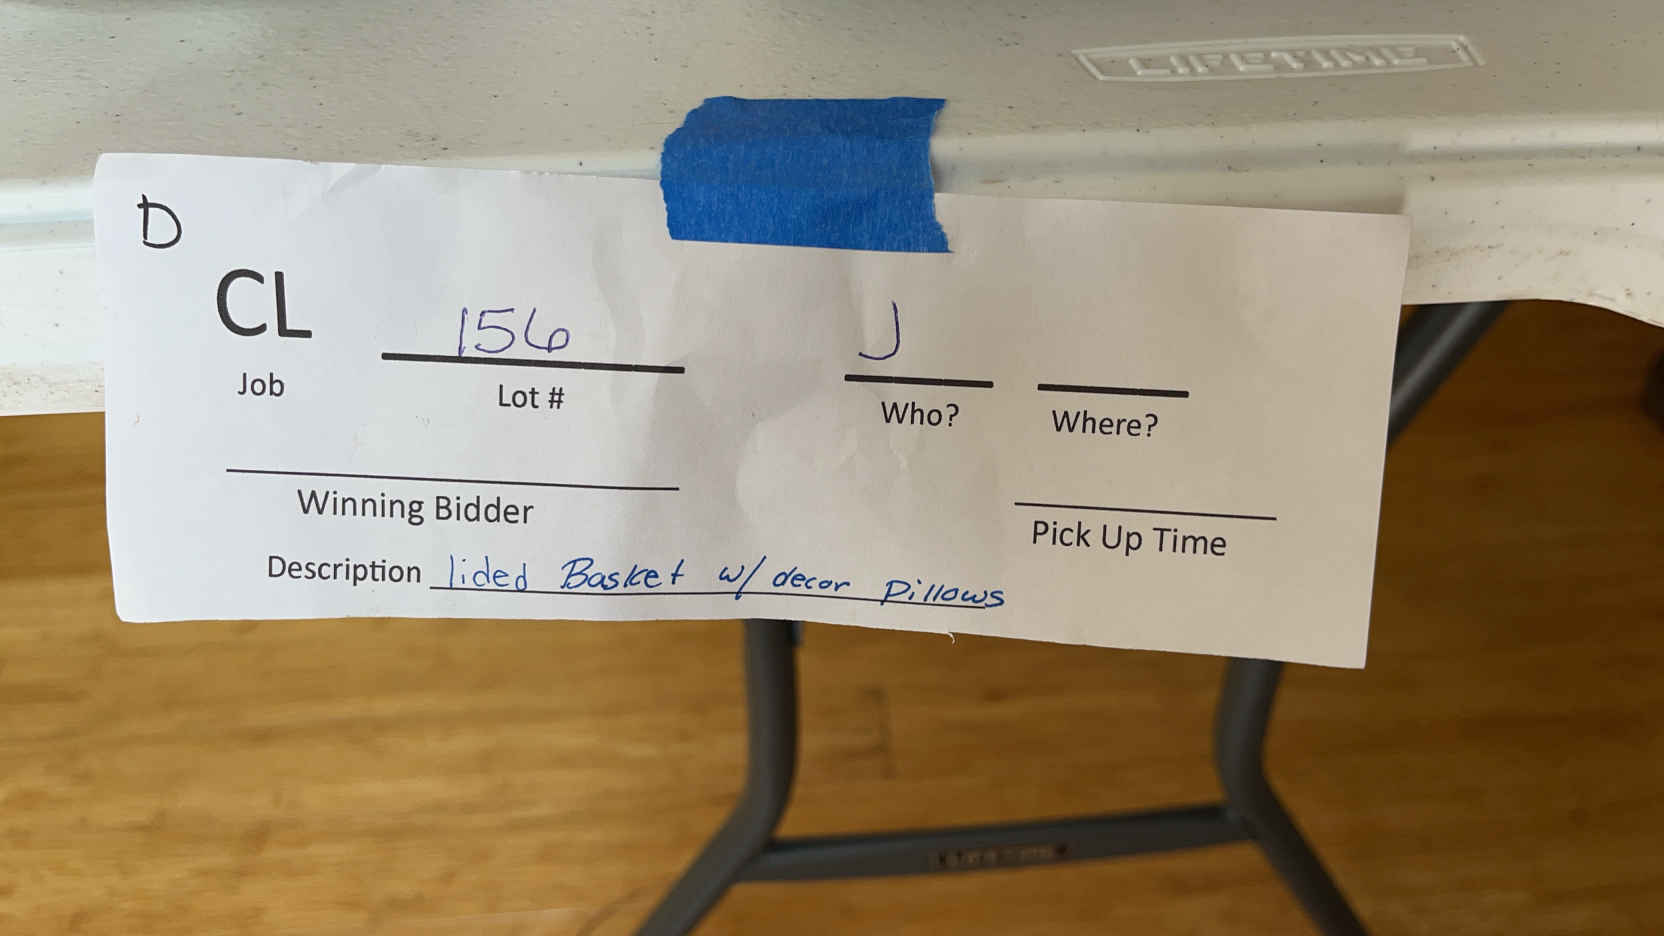 LIFETIME
D
CL 156 J
Job Lot # Who? Where?
Winning Bidder Pick Up Time
Description lided Basket w/ decor Pillows